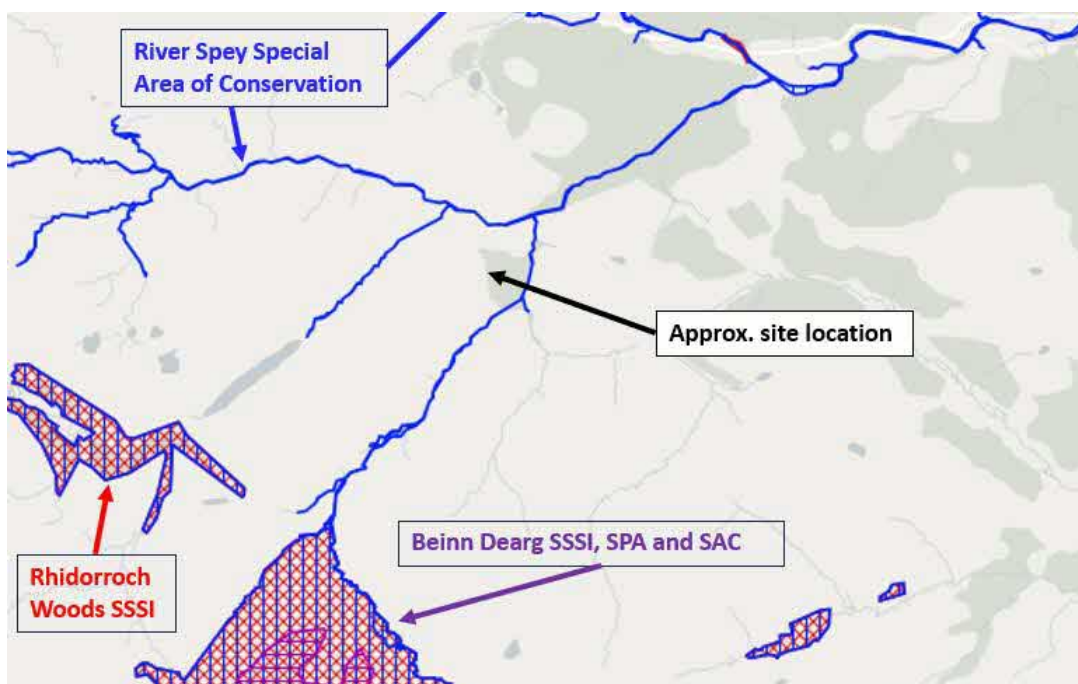 River Spey Special
Area of Conservation
Approx. site location
Beinn Dearg SSSI, SPA and SAC
Rhidorroch
Woods SSSI